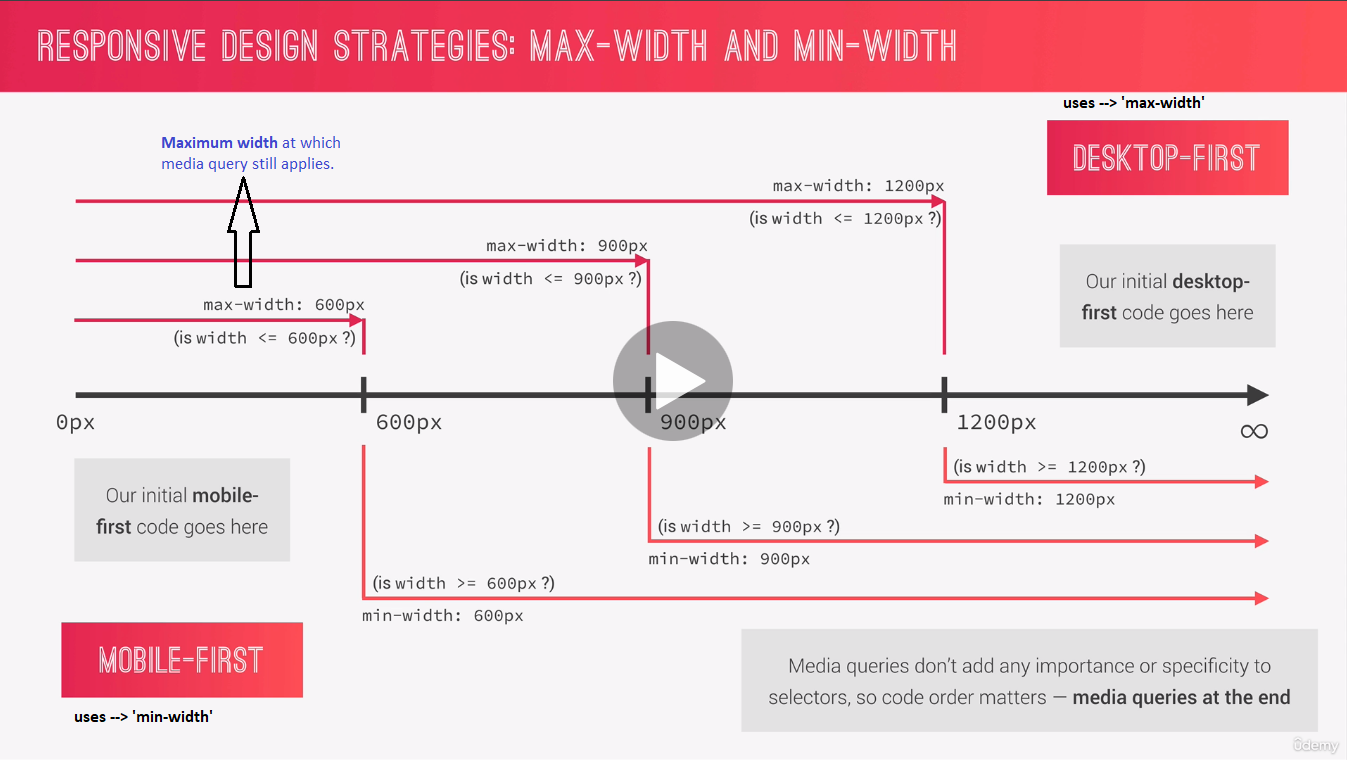 RESPONSIVE DESIGN STRATEGIES: MAX-WIDTH AND MIN-WIDTH
uses --> 'max-width'
DESKTOP-FIRST
Maximum width at which
media query still applies.
max-width: 1200px
(is width <= 1200px ?)
max-width: 900px
(is width <= 900px ?)
max-width: 600px
(is width <= 600px ?)
Our initial desktop-
first code goes here
0px
600px
900px
1200px
∞
Our initial mobile-
first code goes here
(is width >= 1200px ?)
min-width: 1200px
(is width >= 900px ?)
min-width: 900px
(is width >= 600px ?)
min-width: 600px
MOBILE-FIRST
uses --> 'min-width'
Media queries don't add any importance or specificity to
selectors, so code order matters — media queries at the end
ûdemy